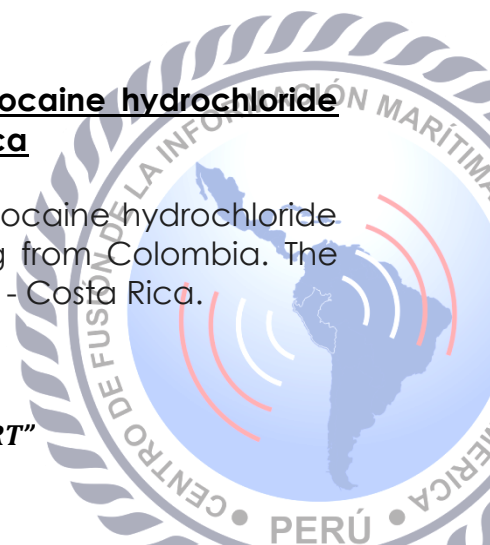 ocaine hydrochloride
ca
ocaine hydrochloride
g from Colombia. The
- Costa Rica.
RT”
CENTRO DE FUSIÓN DE LA INFORMACIÓN MARÍTIMA
AMÉRICA
PERÚ